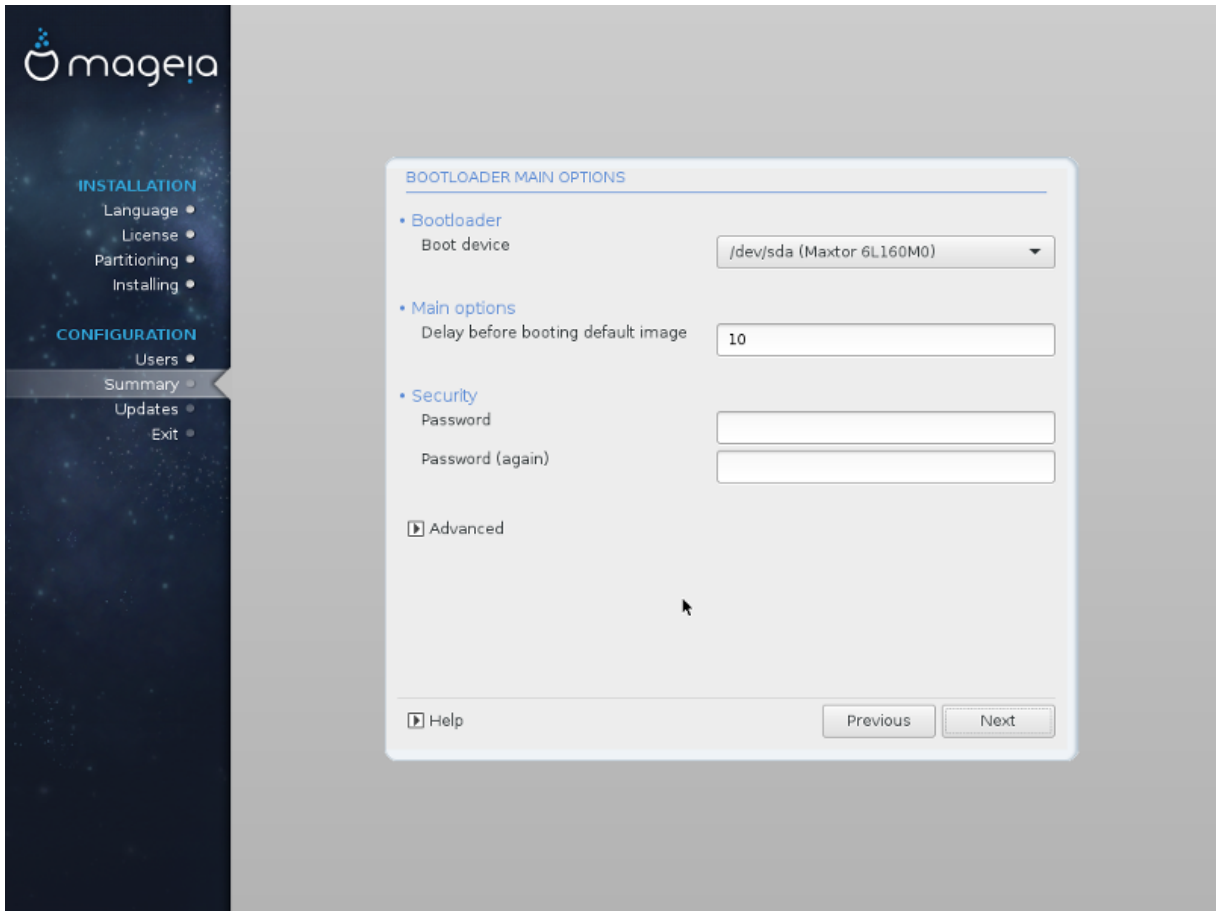 mageia
INSTALLATION
Language
License
Partitioning
Installing
CONFIGURATION
Users
Summary
Updates
Exit
BOOTLOADER MAIN OPTIONS
• Bootloader
Boot device
/dev/sda (Maxtor 6L160M0)
• Main options
Delay before booting default image
10
• Security
Password
Password (again)
Advanced
Help
Previous
Next